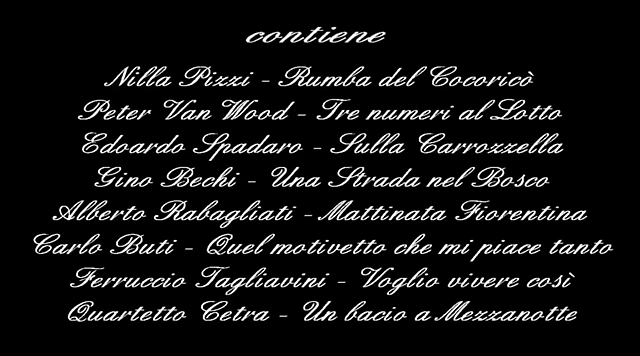 contiene
Nilla Pizzi - Rumba del Cocoricò
Peter Van Wood - Tre numeri al Lotto
Edoardo Spadaro - Sulla Carrozzella
Gino Bechi - Una Strada nel Bosco
Alberto Rabagliati - Mattinata Fiorentina
Carlo Buti - Quel motivetto che mi piace tanto
Ferruccio Tagliavini - Voglio vivere così
Quartetto Cetra - Un bacio a Mezzanotte